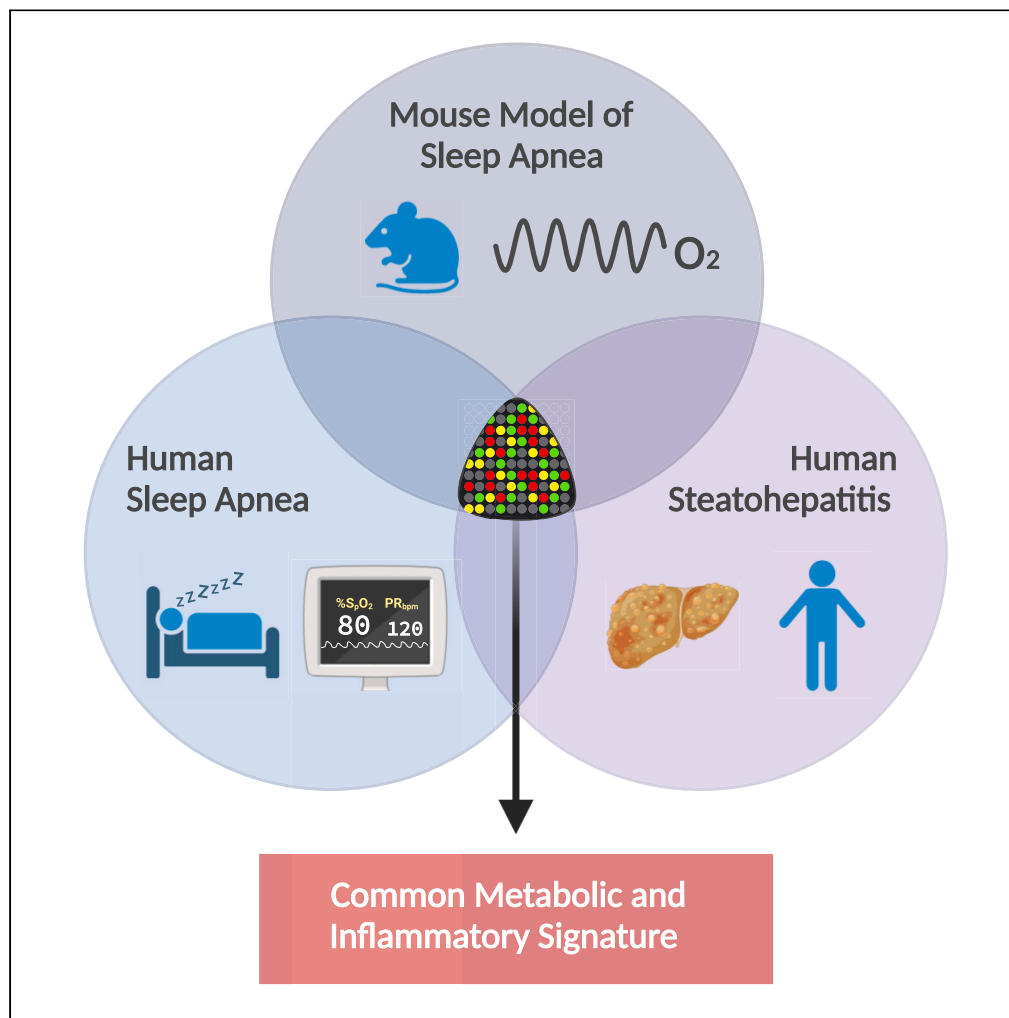 Mouse Model of
Sleep Apnea
O₂
Human
Sleep Apnea
Human
Steatohepatitis
zzzzzz
%SpO₂ PRbpm
80 120
Common Metabolic and
Inflammatory Signature